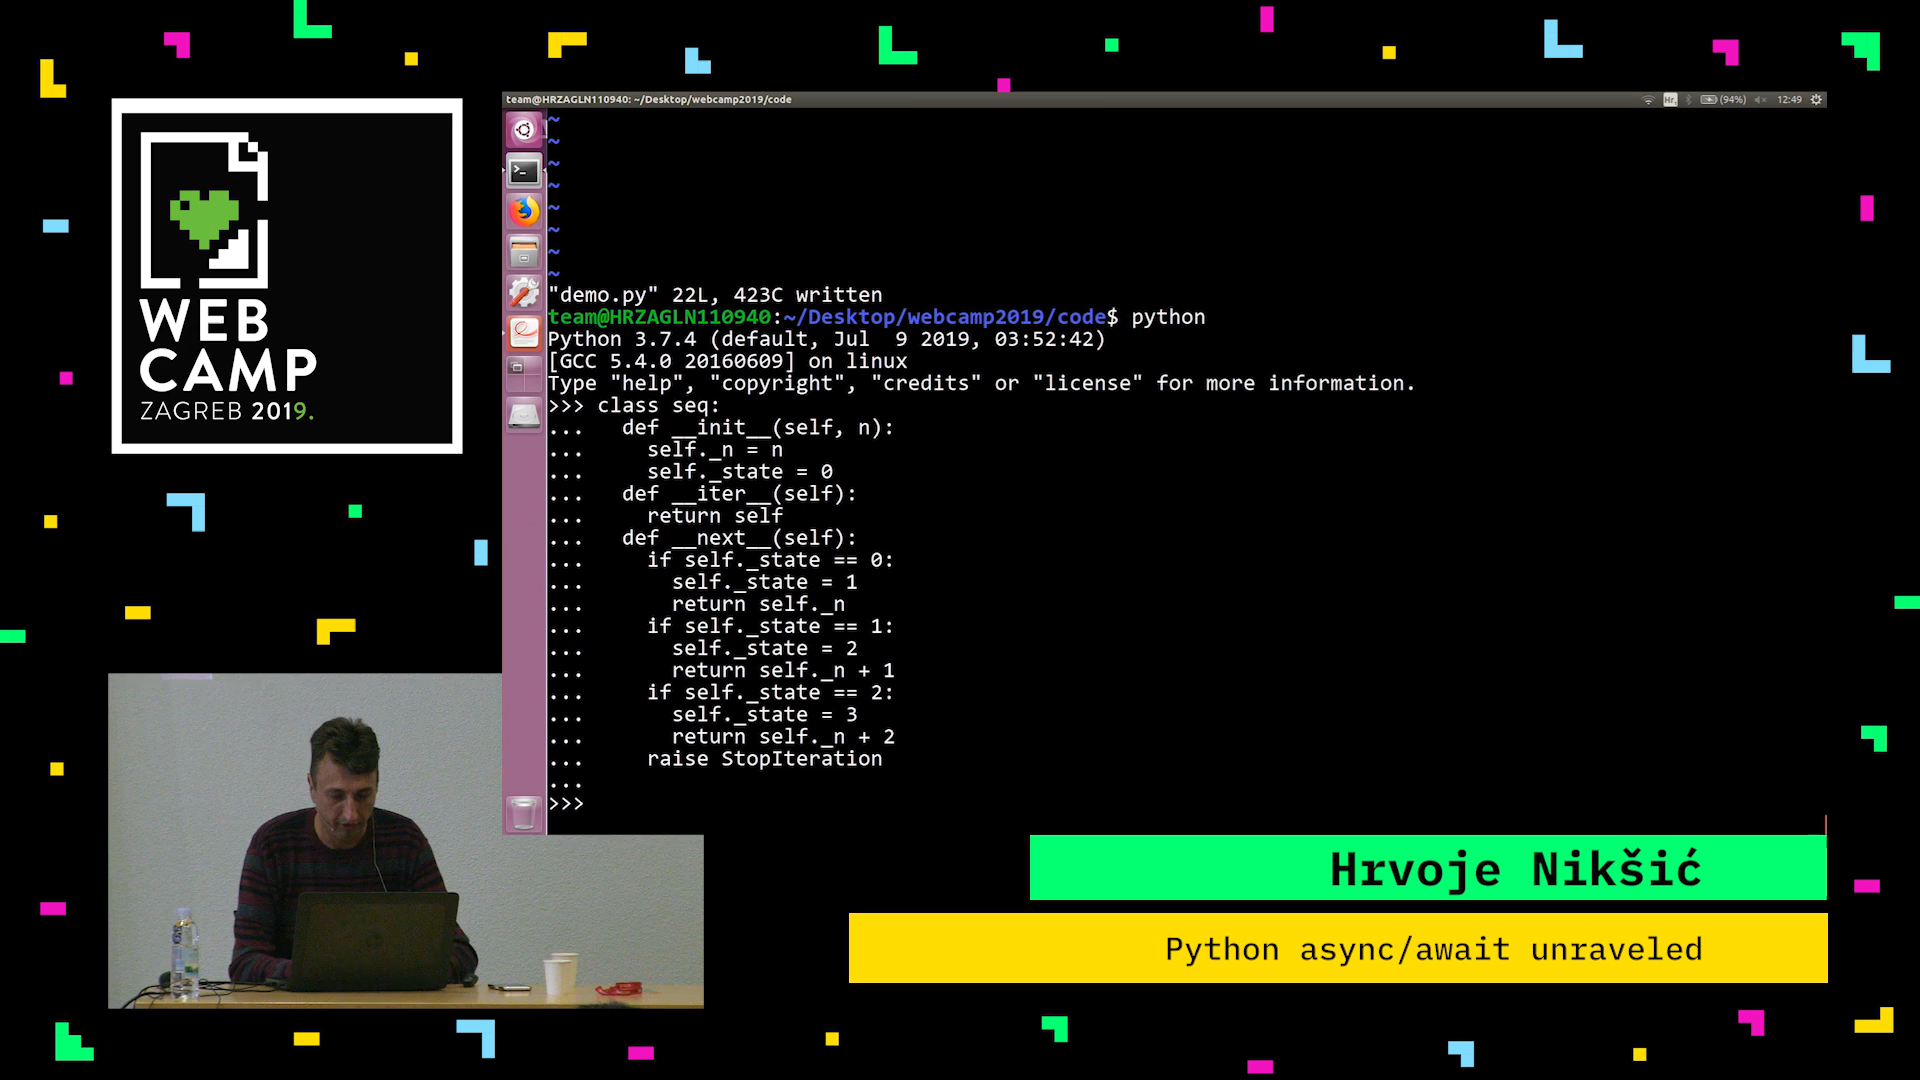 WEB
CAMP
ZAGREB 2019.
team@HRZAGLN110940: ~/Desktop/webcamp2019/code
Hr. (94%) 12:49
~
~
~
~
~
~
~
~
"demo.py" 22L, 423C written
team@HRZAGLN110940:~/Desktop/webcamp2019/code$ python
Python 3.7.4 (default, Jul  9 2019, 03:52:42)
[GCC 5.4.0 20160609] on linux
Type "help", "copyright", "credits" or "license" for more information.
>>> class seq:
...   def __init__(self, n):
...     self._n = n
...     self._state = 0
...   def __iter__(self):
...     return self
...   def __next__(self):
...     if self._state == 0:
...       self._state = 1
...       return self._n
...     if self._state == 1:
...       self._state = 2
...       return self._n + 1
...     if self._state == 2:
...       self._state = 3
...       return self._n + 2
...     raise StopIteration
...
>>>
Hrvoje Nikšić
Python async/await unraveled